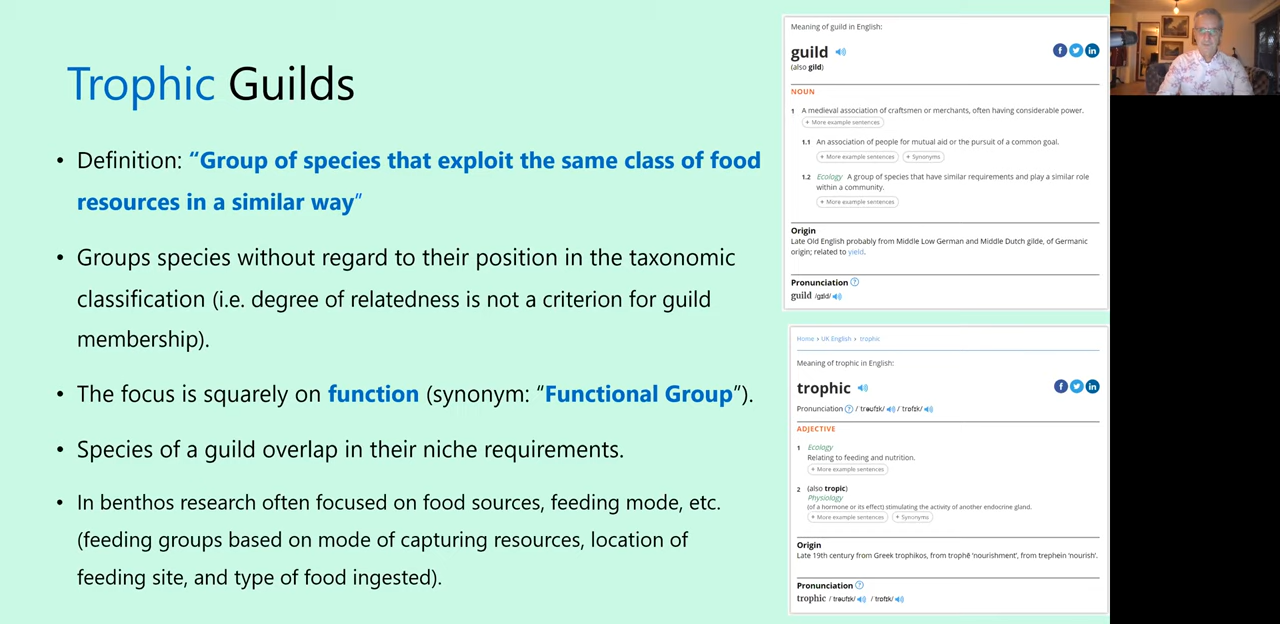 Trophic Guilds
• Definition: “Group of species that exploit the same class of food
resources in a similar way”
• Groups species without regard to their position in the taxonomic
classification (i.e. degree of relatedness is not a criterion for guild
membership).
• The focus is squarely on function (synonym: “Functional Group”).
• Species of a guild overlap in their niche requirements.
• In benthos research often focused on food sources, feeding mode, etc.
(feeding groups based on mode of capturing resources, location of
feeding site, and type of food ingested).
Meaning of guild in English:
guild
(also gild)
NOUN
1 A medieval association of craftsmen or merchants, often having considerable power.
+ More example sentences
1.1 An association of people for mutual aid or the pursuit of a common goal.
+ More example sentences + Synonyms
1.2 Ecology A group of species that have similar requirements and play a similar role
within a community.
+ More example sentences
Origin
Late Old English probably from Middle Low German and Middle Dutch gilde, of Germanic
origin; related to yield.
Pronunciation ?
guild /ɡɪld/
Home > UK English > trophic
Meaning of trophic in English:
trophic
Pronunciation ? / ˈtrəʊfɪk/ / ˈtrɒfɪk/
ADJECTIVE
1 Ecology
Relating to feeding and nutrition.
+ More example sentences
2 (also tropic)
Physiology
(of a hormone or its effect) stimulating the activity of another endocrine gland.
+ More example sentences + Synonyms
Origin
Late 19th century from Greek trophikos, from trophē ‘nourishment’, from trephein ‘nourish’.
Pronunciation ?
trophic / ˈtrəʊfɪk/ / ˈtrɒfɪk/